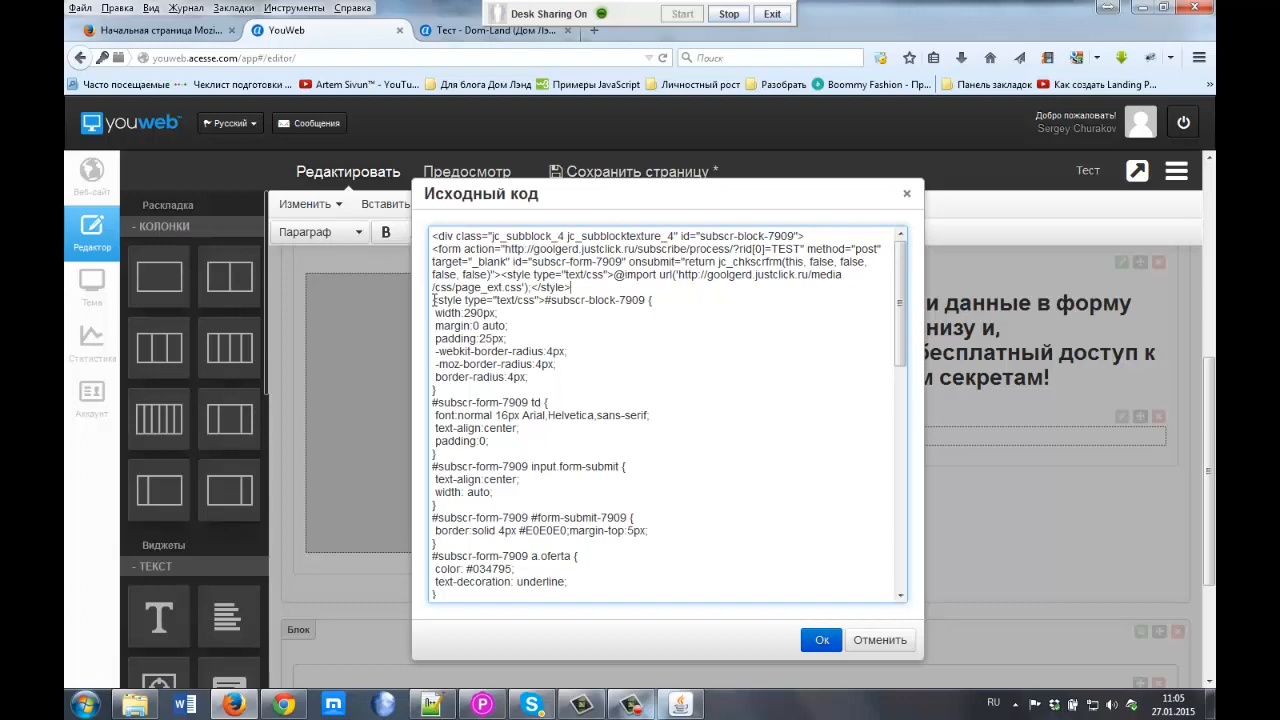 Файл Правка Вид Журнал Закладки Инструменты Справка
Desk Sharing On Start Stop Exit
Начальная страница Mozi... × YouWeb × Тест - Dom-Land (Дом Лэ... × +
youweb.acesse.com/app#/editor/ Поиск
Часто посещаемые Чеклист подготовки ... Artem Sivun™ - YouTu... Для блога Дом Лэнд Примеры JavaScript Личностный рост Разобрать Boommy Fashion - Пр... Панель закладок Как создать Landing P... »
youweb Русский Сообщения
Добро пожаловать!
Sergey Churakov
Веб-сайт
Редактор
Тема
Статистика
Аккаунт
Раскладка
- КОЛОНКИ
Виджеты
- ТЕКСТ
T
Редактировать Предосмотр Сохранить страницу * Тест
Изменить Вставить
Параграф B
Исходный код ×
<div class="jc_subblock_4 jc_subblocktexture_4" id="subscr-block-7909">
<form action="http://goolgerd.justclick.ru/subscribe/process/?rid[0]=TEST" method="post"
target="_blank" id="subscr-form-7909" onsubmit="return jc_chkscrfrm(this, false, false,
false, false)"><style type="text/css">@import url('http://goolgerd.justclick.ru/media
/css/page_ext.css');</style>
<style type="text/css">#subscr-block-7909 {
width:290px;
margin:0 auto;
padding:25px;
-webkit-border-radius:4px;
-moz-border-radius:4px;
border-radius:4px;
}
#subscr-form-7909 td {
font:normal 16px Arial,Helvetica,sans-serif;
text-align:center;
padding:0;
}
#subscr-form-7909 input.form-submit {
text-align:center;
width: auto;
}
#subscr-form-7909 #form-submit-7909 {
border:solid 4px #E0E0E0;margin-top:5px;
}
#subscr-form-7909 a.oferta {
color: #034795;
text-decoration: underline;
}
Ок Отменить
и данные в форму
низу и,
бесплатный доступ к
м секретам!
Блок
RU 11:05
27.01.2015